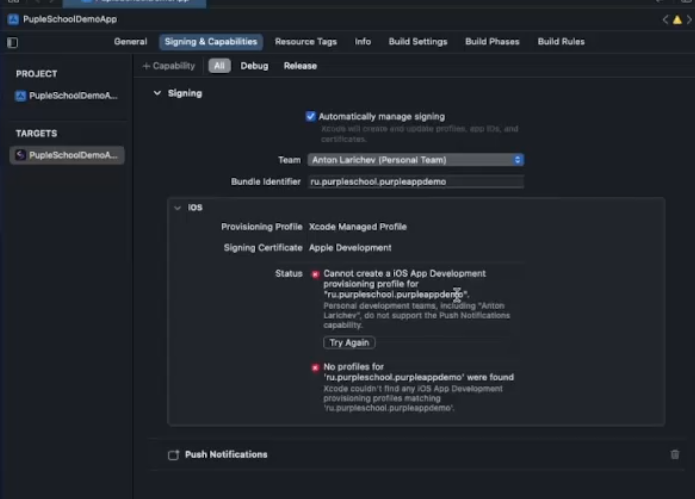 PupleSchoolDemoApp
General Signing & Capabilities Resource Tags Info Build Settings Build Phases Build Rules
+ Capability All Debug Release
PROJECT
PupleSchoolDemoA...
TARGETS
PupleSchoolDemoA...
Signing
Automatically manage signing
Xcode will create and update profiles, app IDs, and
certificates.
Team Anton Larichev (Personal Team)
Bundle Identifier ru.purpleschool.purpleappdemo
iOS
Provisioning Profile Xcode Managed Profile
Signing Certificate Apple Development
Status Cannot create a iOS App Development
provisioning profile for
"ru.purpleschool.purpleappdemo".
Personal development teams, including "Anton
Larichev", do not support the Push Notifications
capability.
Try Again
No profiles for
'ru.purpleschool.purpleappdemo' were found
Xcode couldn't find any iOS App Development
provisioning profiles matching
'ru.purpleschool.purpleappdemo'.
Push Notifications